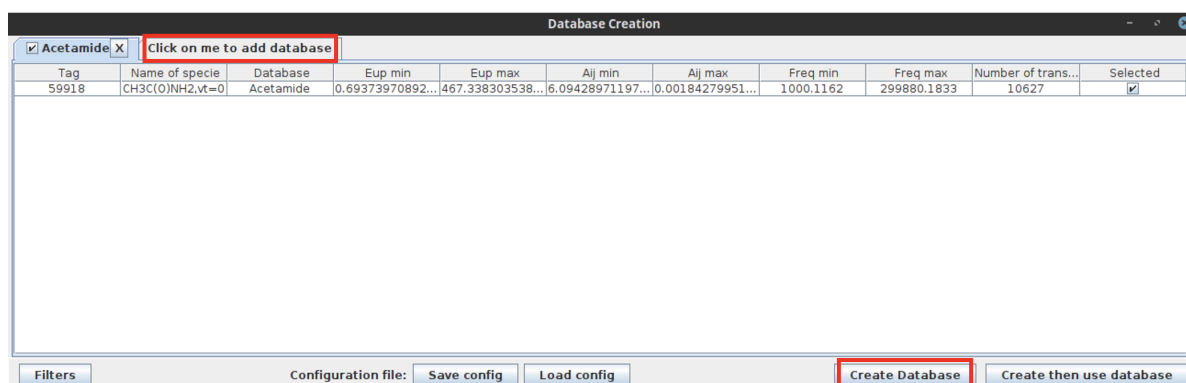 Database Creation
Acetamide X Click on me to add database
Tag Name of specie Database Eup min Eup max Aij min Aij max Freq min Freq max Number of trans... Selected
59918 CH3C(O)NH2,vt=0 Acetamide 0.69373970892... 467.338303538... 6.09428971197... 0.00184279951... 1000.1162 299880.1833 10627
Filters Configuration file: Save config Load config Create Database Create then use database